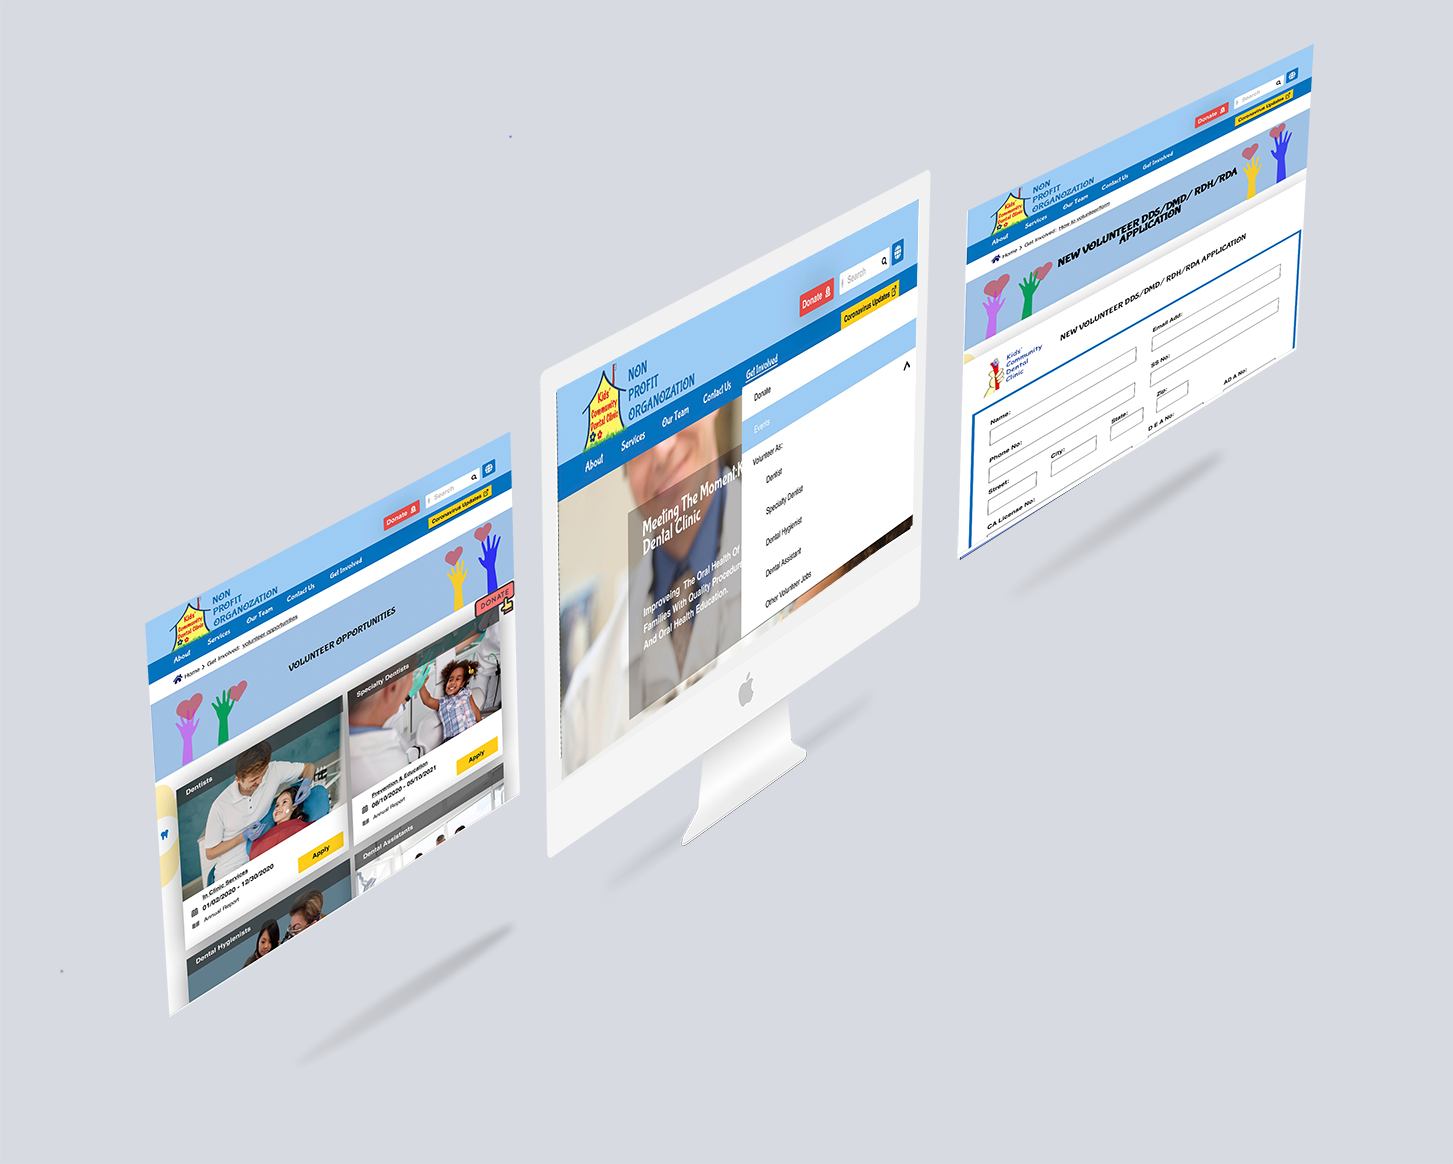 Donate
Search
Coronavirus Updates
Kids'
Community
Dental Clinic
NON
PROFIT
ORGANOZATION
About
Services
Our Team
Contact Us
Get Involved
Home > Get Involved: volunteer opportunities
VOLUNTEER OPPORTUNITIES
DONATE
Dentists
Apply
In Clinic Services
01/02/2020 - 12/30/2020
Annual Report
Specialty Dentists
Apply
Prevention & Education
06/10/2020 - 05/10/2021
Annual Report
Dental Hygienists
Dental Assistants
Donate
Search
Coronavirus Updates
Kids'
Community
Dental Clinic
NON
PROFIT
ORGANOZATION
About
Services
Our Team
Contact Us
Get Involved
Donate
Events
Volunteer As:
Dentist
Specialty Dentist
Dental Hygienist
Dental Assistant
Other Volunteer Jobs
Meeting The Moment:K
Dental Clinic
Improveing The Oral Health Of
Families With Quality Procedure
And Oral Health Education.
Donate
Search
Coronavirus Updates
Kids'
Community
Dental Clinic
NON
PROFIT
ORGANOZATION
About
Services
Our Team
Contact Us
Get Involved
Home > Get Involved: How to volunteer/form
NEW VOLUNTEER DDS/DMD/ RDH/RDA
APPLICATION
Kids'
Community
Dental
Clinic
NEW VOLUNTEER DDS/DMD/ RDH/RDA APPLICATION
Name:
Email Add:
Phone No:
SS No:
Street:
City:
State:
Zip:
CA License No:
D E A No:
AD A No: